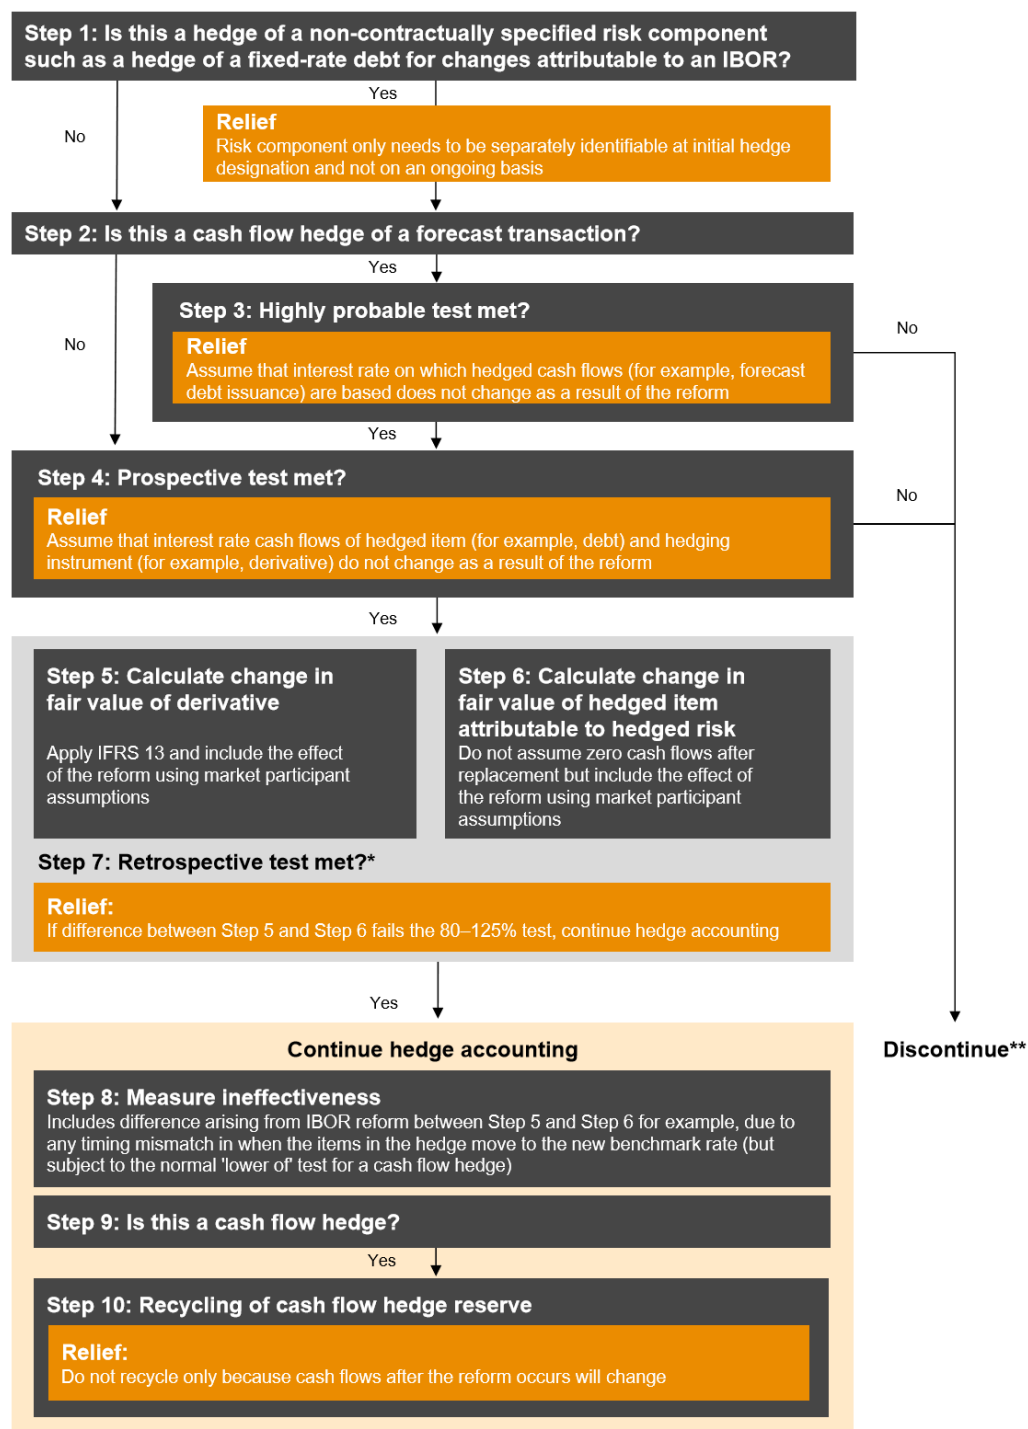 Step 1: Is this a hedge of a non-contractually specified risk component
such as a hedge of a fixed-rate debt for changes attributable to an IBOR?
Yes
No
Relief
Risk component only needs to be separately identifiable at initial hedge
designation and not on an ongoing basis
Step 2: Is this a cash flow hedge of a forecast transaction?
Yes
No
Step 3: Highly probable test met?
Relief
Assume that interest rate on which hedged cash flows (for example, forecast
debt issuance) are based does not change as a result of the reform
No
Yes
Step 4: Prospective test met?
Relief
Assume that interest rate cash flows of hedged item (for example, debt) and hedging
instrument (for example, derivative) do not change as a result of the reform
No
Yes
Step 5: Calculate change in
fair value of derivative
Apply IFRS 13 and include the effect
of the reform using market participant
assumptions
Step 6: Calculate change in
fair value of hedged item
attributable to hedged risk
Do not assume zero cash flows after
replacement but include the effect of
the reform using market participant
assumptions
Step 7: Retrospective test met?*
Relief:
If difference between Step 5 and Step 6 fails the 80–125% test, continue hedge accounting
Yes
Continue hedge accounting
Discontinue**
Step 8: Measure ineffectiveness
Includes difference arising from IBOR reform between Step 5 and Step 6 for example, due to
any timing mismatch in when the items in the hedge move to the new benchmark rate (but
subject to the normal 'lower of' test for a cash flow hedge)
Step 9: Is this a cash flow hedge?
Yes
Step 10: Recycling of cash flow hedge reserve
Relief:
Do not recycle only because cash flows after the reform occurs will change